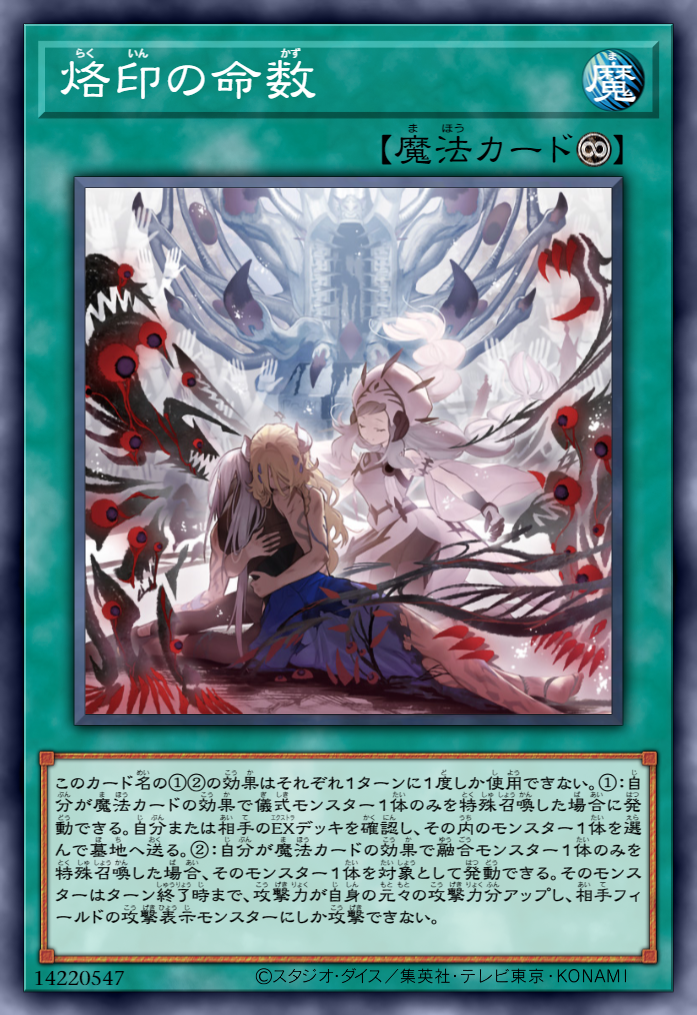 烙印の命数
魔
【魔法カード】
このカード名の①②の効果はそれぞれ1ターンに1度しか使用できない。①:自
分が魔法カードの効果で儀式モンスター1体のみを特殊召喚した場合に発
動できる。自分または相手のEXデッキを確認し、その内のモンスター1体を選
んで墓地へ送る。②:自分が魔法カードの効果で融合モンスター1体のみを
特殊召喚した場合、そのモンスター1体を対象として発動できる。そのモンス
ターはターン終了時まで、攻撃力が自身の元々の攻撃力分アップし、相手フィ
ールドの攻撃表示モンスターにしか攻撃できない。
14220547 ©スタジオ・ダイス/集英社・テレビ東京・KONAMI